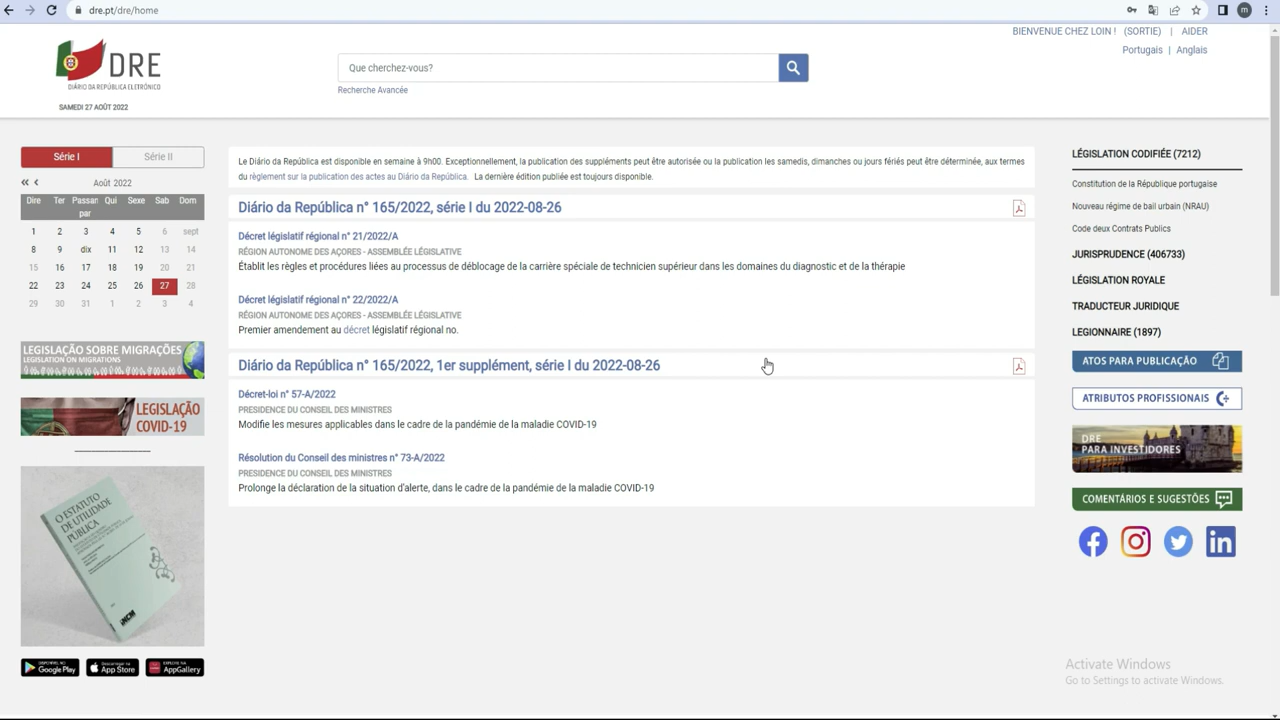 dre.pt/dre/home
m
BIENVENUE CHEZ LOIN ! (SORTIE) | AIDER
Portugais | Anglais
DRE
DIÁRIO DA REPÚBLICA ELETRÓNICO
SAMEDI 27 AOÛT 2022
Que cherchez-vous?
Recherche Avancée
Série I
Série II
Août 2022
Dire Ter Passar par Qui Sexe Sab Dom
1 2 3 4 5 6 sept
8 9 dix 11 12 13 14
15 16 17 18 19 20 21
22 23 24 25 26 27 28
29 30 31 1 2 3 4
LEGISLAÇÃO SOBRE MIGRAÇÕES
LEGISLATION ON MIGRATIONS
LEGISLAÇÃO
COVID-19
O ESTATUTO
DE UTILIDADE
PÚBLICA
INCM
DISPONÍVEL NO
Google Play
App Store
AppGallery
Le Diário da República est disponible en semaine à 9h00. Exceptionnellement, la publication des suppléments peut être autorisée ou la publication les samedis, dimanches ou jours fériés peut être déterminée, aux termes
du règlement sur la publication des actes au Diário da República. La dernière édition publiée est toujours disponible.
Diário da República n° 165/2022, série I du 2022-08-26
Décret législatif régional n° 21/2022/A
RÉGION AUTONOME DES AÇORES - ASSEMBLÉE LÉGISLATIVE
Établit les règles et procédures liées au processus de déblocage de la carrière spéciale de technicien supérieur dans les domaines du diagnostic et de la thérapie
Décret législatif régional n° 22/2022/A
RÉGION AUTONOME DES AÇORES - ASSEMBLÉE LÉGISLATIVE
Premier amendement au décret législatif régional no.
Diário da República n° 165/2022, 1er supplément, série I du 2022-08-26
Décret-loi n° 57-A/2022
PRESIDENCE DU CONSEIL DES MINISTRES
Modifie les mesures applicables dans le cadre de la pandémie de la maladie COVID-19
Résolution du Conseil des ministres n° 73-A/2022
PRESIDENCE DU CONSEIL DES MINISTRES
Prolonge la déclaration de la situation d'alerte, dans le cadre de la pandémie de la maladie COVID-19
LÉGISLATION CODIFIÉE (7212)
Constitution de la République portugaise
Nouveau régime de bail urbain (NRAU)
Code deux Contrats Publics
JURISPRUDENCE (406733)
LÉGISLATION ROYALE
TRADUCTEUR JURIDIQUE
LEGIONNAIRE (1897)
ATOS PARA PUBLICAÇÃO
ATRIBUTOS PROFISSIONAIS
DRE
PARA INVESTIDORES
COMENTÁRIOS E SUGESTÕES
Activate Windows
Go to Settings to activate Windows.